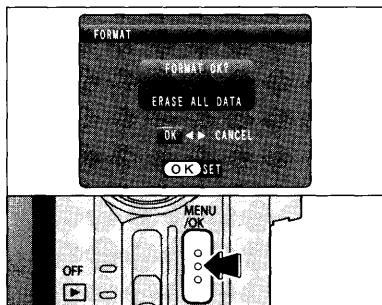 FORMAT
FORMAT OK?
ERASE ALL DATA
OK ◀ ▶ CANCEL
OK SET
MENU
/OK
OFF